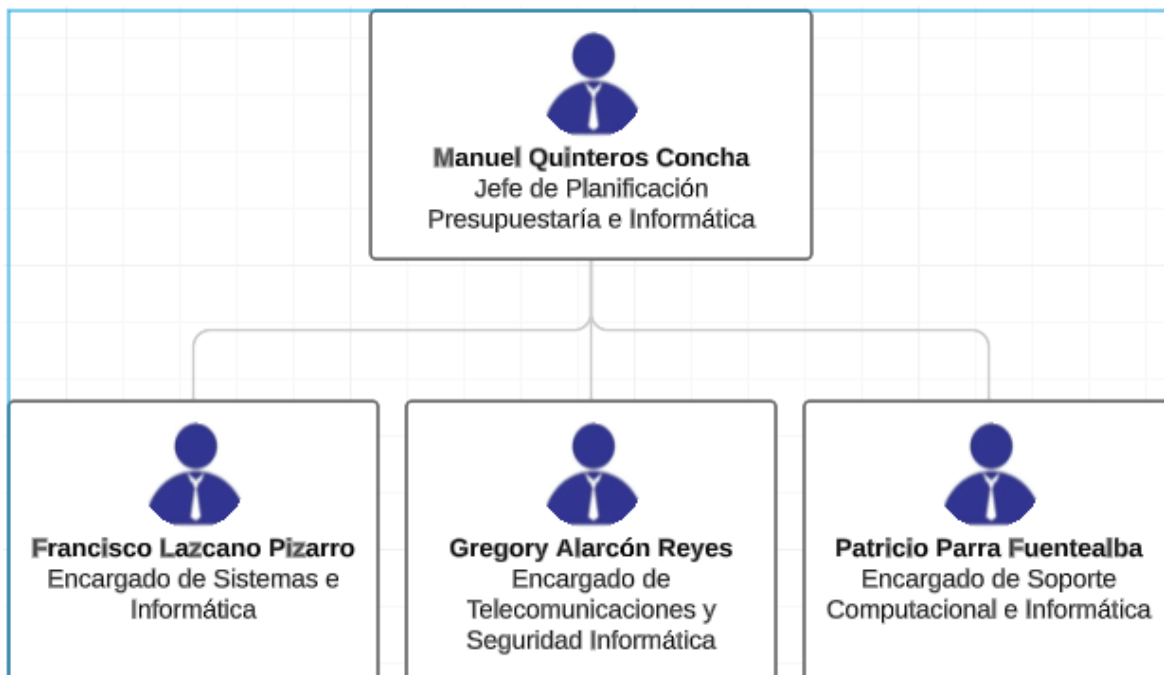 Manuel Quinteros Concha
Jefe de Planificación
Presupuestaría e Informática
Francisco Lazcano Pizarro
Encargado de Sistemas e
Informática
Gregory Alarcón Reyes
Encargado de
Telecomunicaciones y
Seguridad Informática
Patricio Parra Fuentealba
Encargado de Soporte
Computacional e Informática